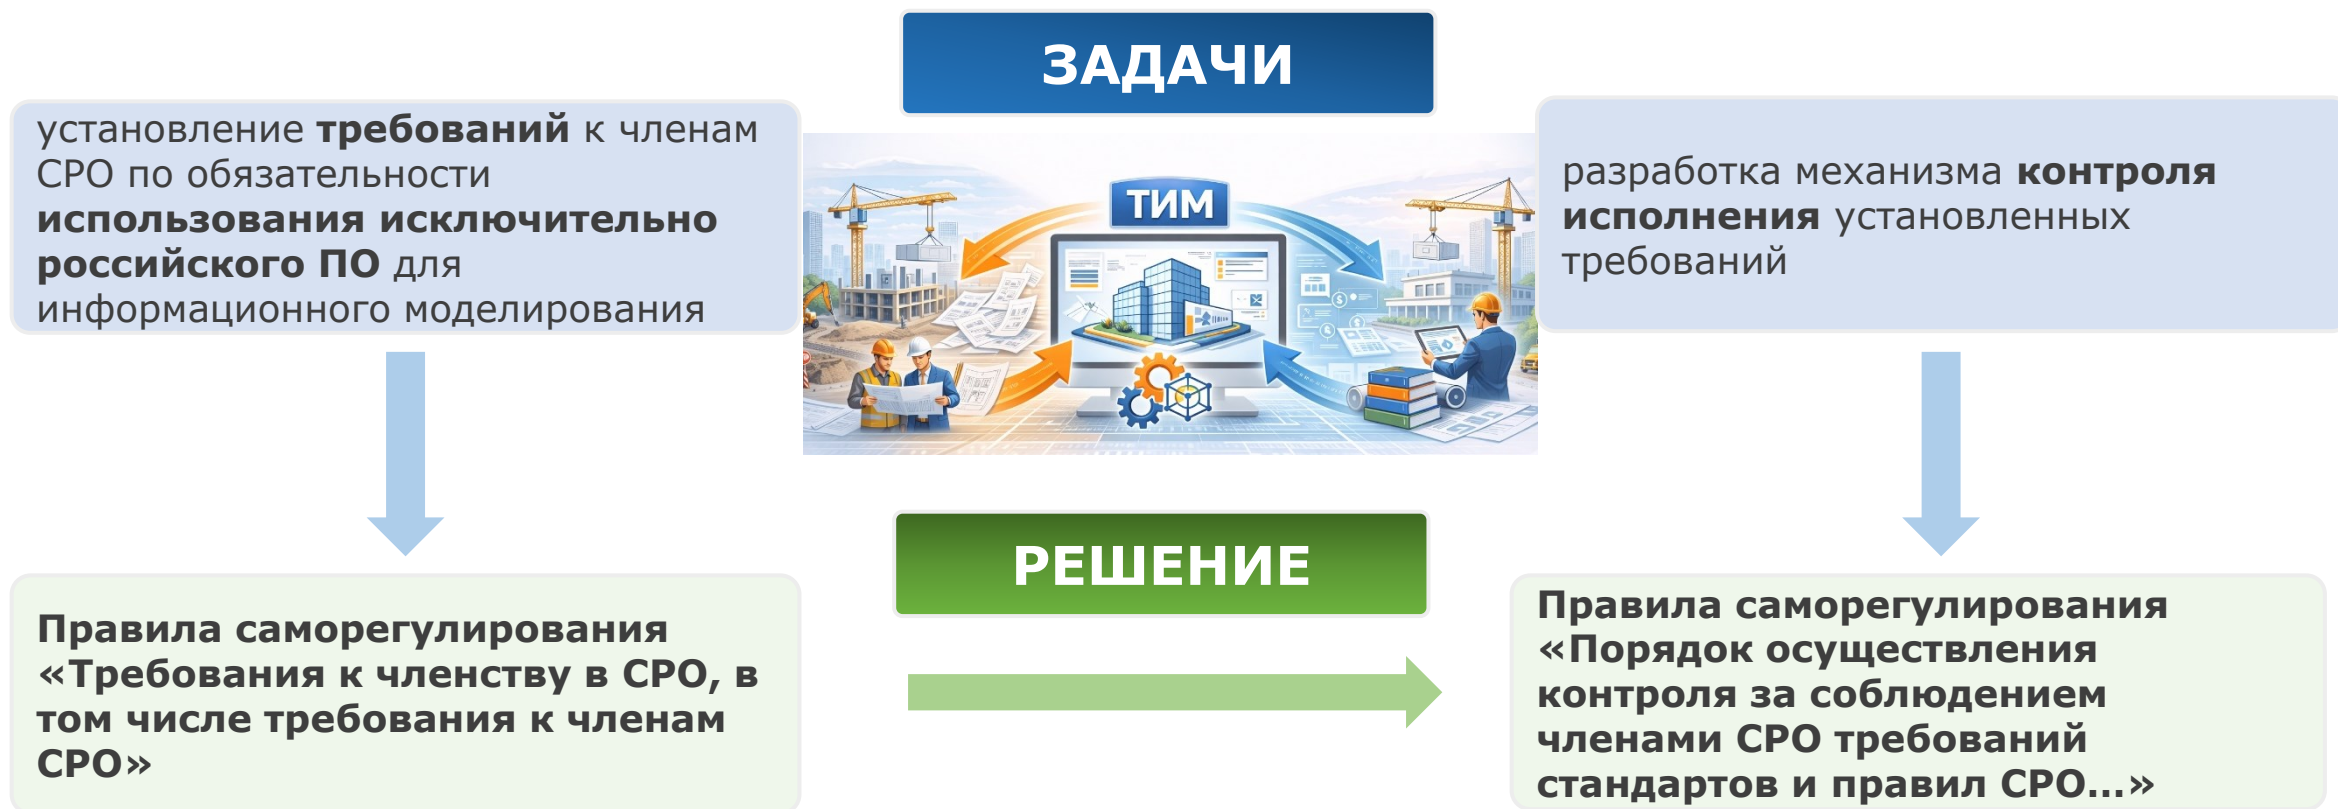 ЗАДАЧИ
установление требований к членам
СРО по обязательности
использования исключительно
российского ПО для
информационного моделирования
ТИМ
разработка механизма контроля
исполнения установленных
требований
РЕШЕНИЕ
Правила саморегулирования
«Требования к членству в СРО, в
том числе требования к членам
СРО»
Правила саморегулирования
«Порядок осуществления
контроля за соблюдением
членами СРО требований
стандартов и правил СРО...»